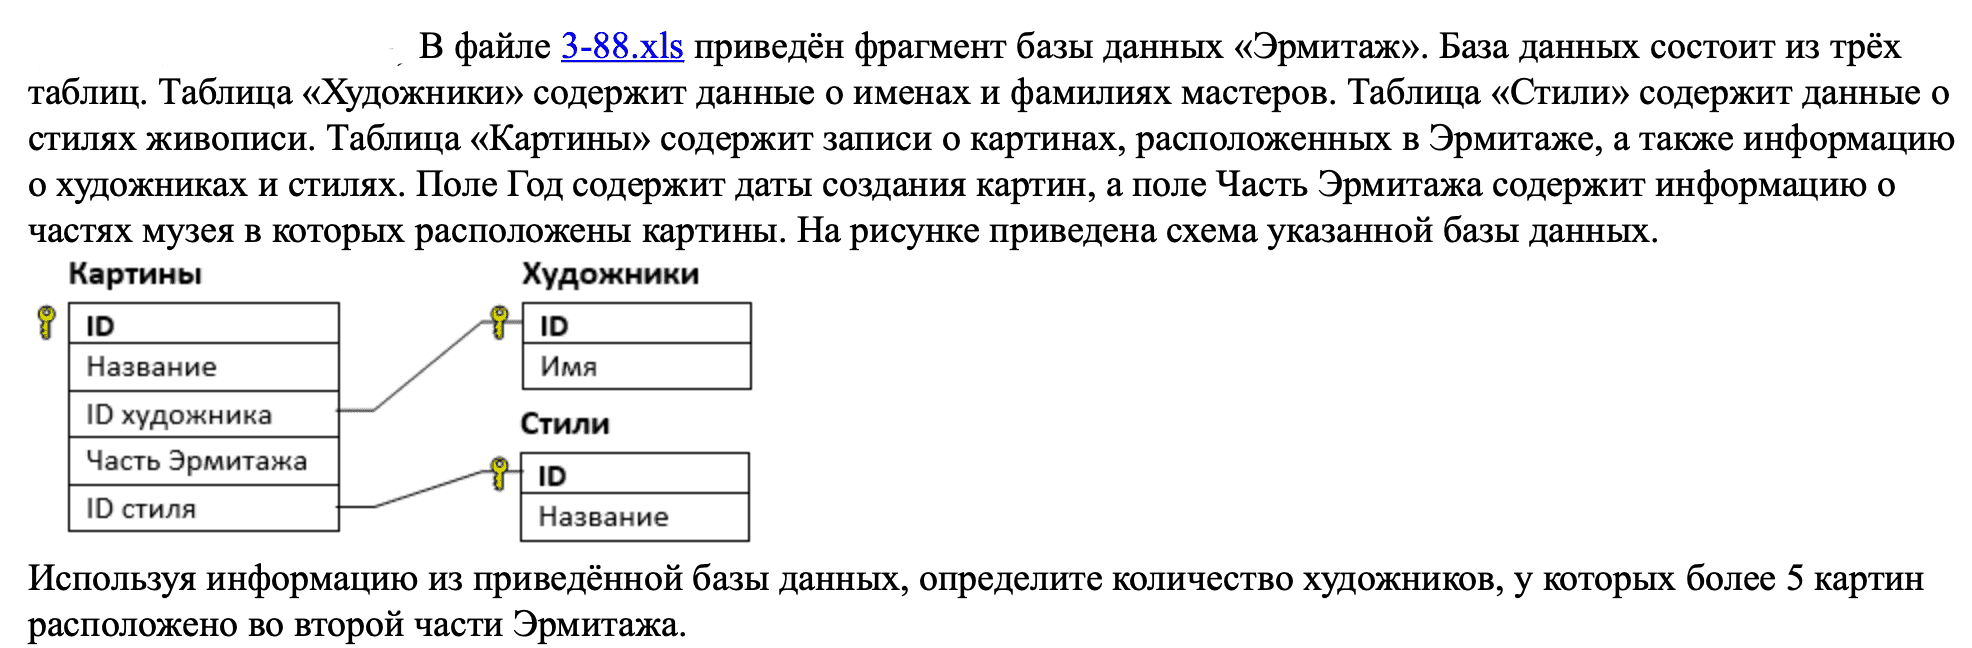 В файле 3-88.xls приведён фрагмент базы данных «Эрмитаж». База данных состоит из трёх
таблиц. Таблица «Художники» содержит данные о именах и фамилиях мастеров. Таблица «Стили» содержит данные о
стилях живописи. Таблица «Картины» содержит записи о картинах, расположенных в Эрмитаже, а также информацию
о художниках и стилях. Поле Год содержит даты создания картин, а поле Часть Эрмитажа содержит информацию о
частях музея в которых расположены картины. На рисунке приведена схема указанной базы данных.
Картины
ID
Название
ID художника
Часть Эрмитажа
ID стиля
Художники
ID
Имя
Стили
ID
Название
Используя информацию из приведённой базы данных, определите количество художников, у которых более 5 картин
расположено во второй части Эрмитажа.